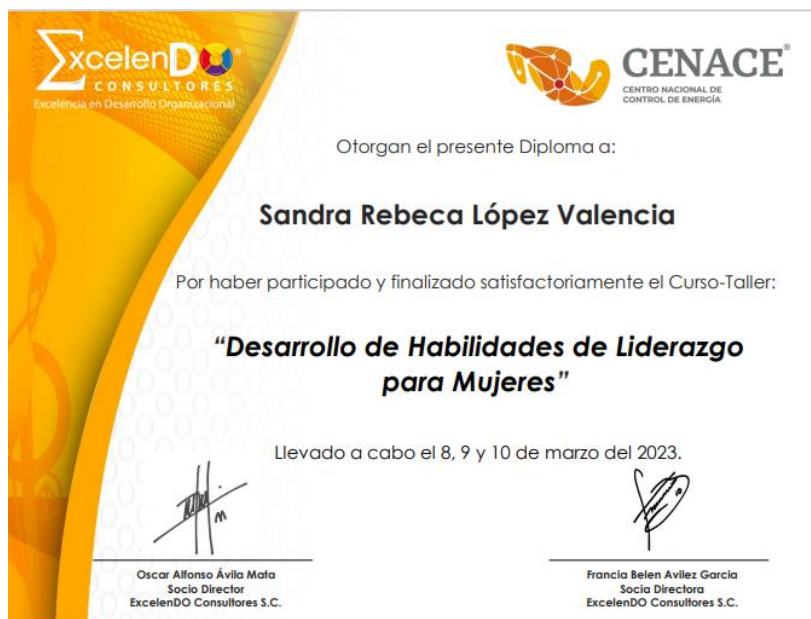 ΣxcelenDO®
CONSULTORES
Excelencia en Desarrollo Organizacional
CENACE®
CENTRO NACIONAL DE
CONTROL DE ENERGÍA
Otorgan el presente Diploma a:
Sandra Rebeca López Valencia
Por haber participado y finalizado satisfactoriamente el Curso-Taller:
“Desarrollo de Habilidades de Liderazgo
para Mujeres”
Llevado a cabo el 8, 9 y 10 de marzo del 2023.
Oscar Alfonso Ávila Mata
Socio Director
ExcelenDO Consultores S.C.
Francia Belen Avilez Garcia
Socia Directora
ExcelenDO Consultores S.C.